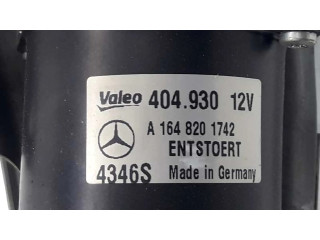 Valeo 404.930 12V
A 164 820 1742
ENTSTOERT
4346S Made in Germany